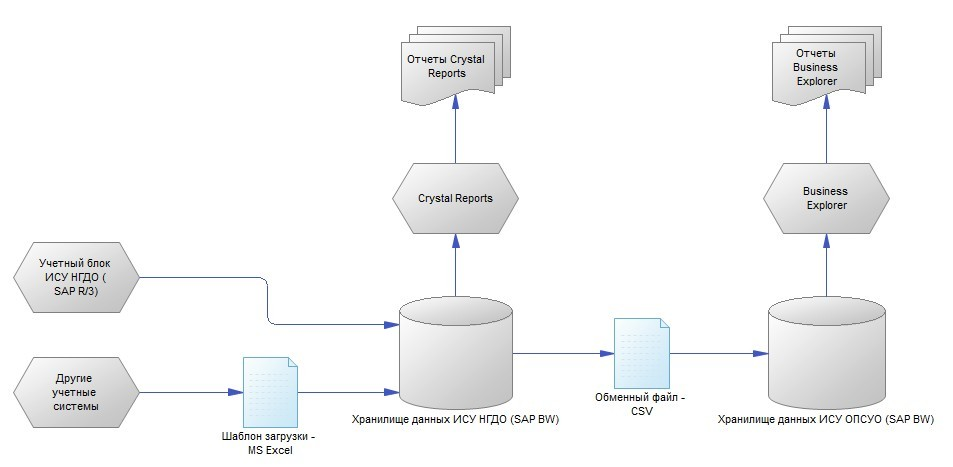 Отчеты Crystal
Reports
Отчеты
Business
Explorer
Crystal Reports
Business
Explorer
Учетный блок
ИСУ НГДО (
SAP R/3)
Другие
учетные
системы
Шаблон загрузки -
MS Excel
Хранилище данных ИСУ НГДО (SAP BW)
Обменный файл -
CSV
Хранилище данных ИСУ ОПСУО (SAP BW)